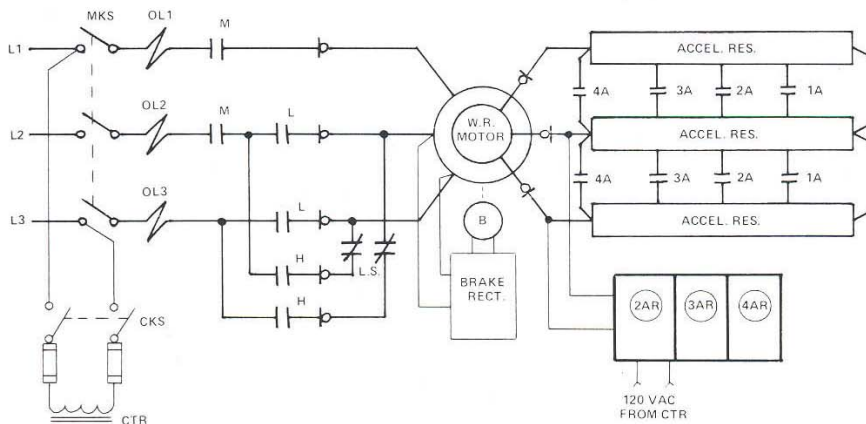 MKS
OL1
M
L1
ACCEL. RES.
4A
3A
2A
1A
OL2
M
L
L2
W.R.
MOTOR
ACCEL. RES.
OL3
4A
3A
2A
1A
L
L3
ACCEL. RES.
B
H
L.S.
BRAKE
RECT.
H
2AR
3AR
4AR
CKS
120 VAC
FROM CTR
CTR